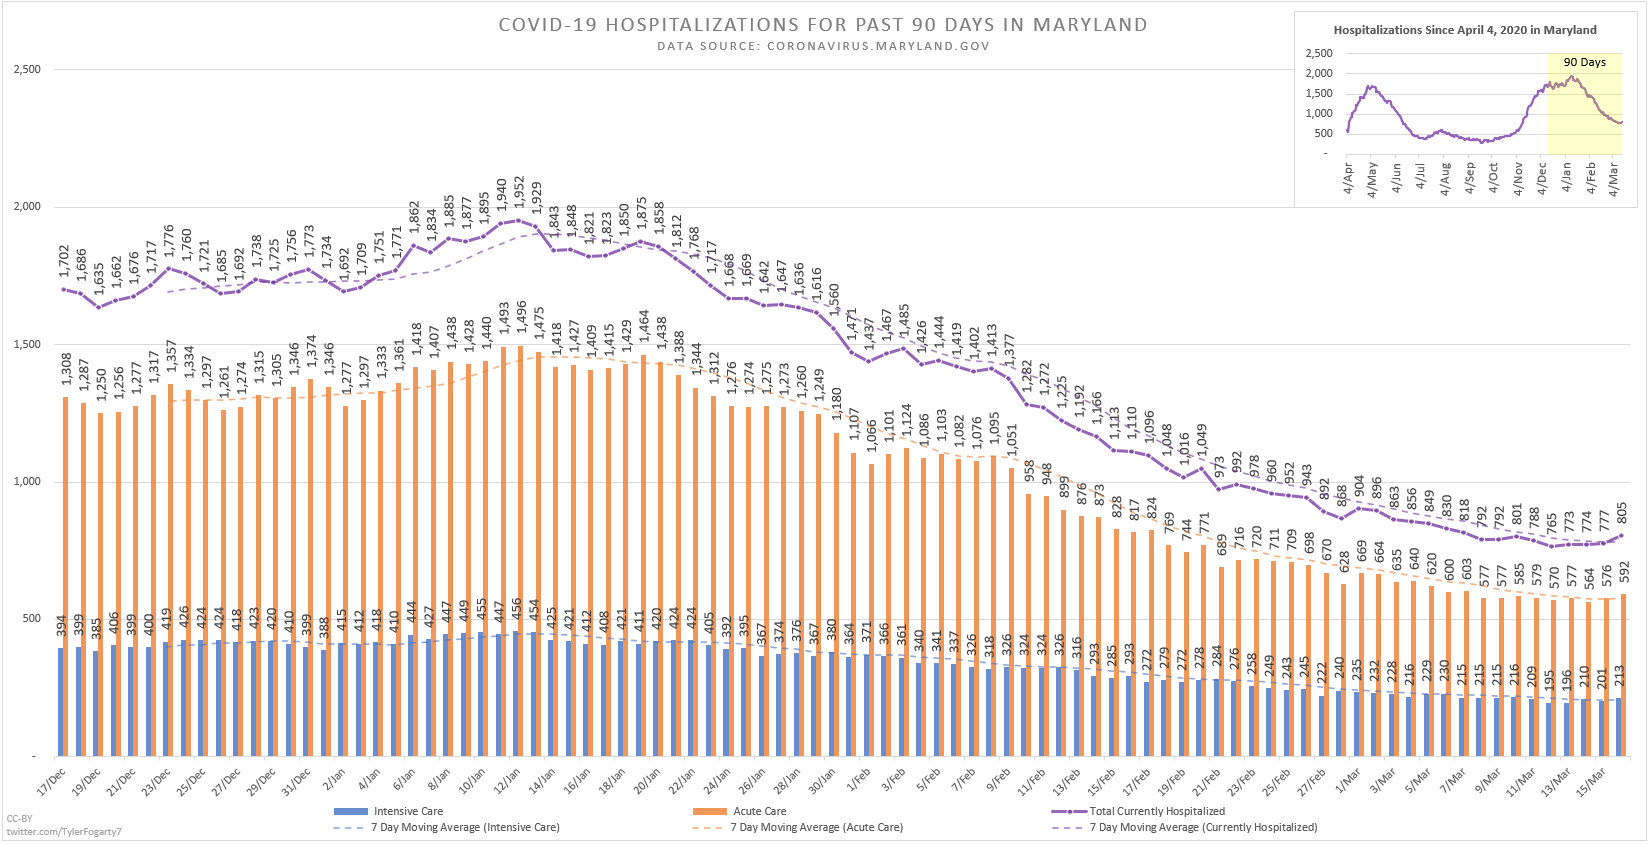 COVID-19 HOSPITALIZATIONS FOR PAST 90 DAYS IN MARYLAND
DATA SOURCE: CORONAVIRUS.MARYLAND.GOV
Hospitalizations Since April 4, 2020 in Maryland
90 Days
2,500
2,000
1,500
1,000
500
-
4/Apr 4/May 4/Jun 4/Jul 4/Aug 4/Sep 4/Oct 4/Nov 4/Dec 4/Jan 4/Feb 4/Mar
2,500
2,000
1,500
1,000
500
-
1,702 1,686 1,635 1,662 1,676 1,717 1,776 1,760 1,721 1,685 1,692 1,738 1,725 1,756 1,773 1,734 1,692 1,709 1,751 1,771 1,862 1,834 1,885 1,877 1,895 1,940 1,952 1,929 1,843 1,848 1,821 1,823 1,850 1,875 1,858 1,812 1,768 1,717 1,668 1,669 1,642 1,647 1,636 1,616 1,560 1,471 1,437 1,467 1,485 1,426 1,444 1,419 1,402 1,413 1,377 1,282 1,272 1,225 1,192 1,166 1,113 1,110 1,096 1,048 1,016 1,049 973 992 978 960 952 943 892 868 904 896 863 856 849 830 818 792 792 801 788 765 773 774 777 805
1,308 1,287 1,250 1,256 1,277 1,317 1,357 1,334 1,297 1,261 1,274 1,315 1,305 1,346 1,374 1,346 1,277 1,297 1,333 1,361 1,418 1,407 1,438 1,428 1,440 1,493 1,496 1,475 1,418 1,427 1,409 1,415 1,429 1,464 1,438 1,388 1,344 1,312 1,276 1,274 1,275 1,273 1,260 1,249 1,180 1,107 1,066 1,101 1,124 1,086 1,103 1,082 1,076 1,095 1,051 958 948 899 876 873 828 817 824 769 744 771 689 716 720 711 709 698 670 628 669 664 635 640 620 600 603 577 577 585 579 570 577 564 576 592
394 399 385 406 399 400 419 426 424 424 418 423 420 410 399 388 415 412 418 410 444 427 447 449 455 447 456 454 425 421 412 408 421 411 420 424 424 405 392 395 367 374 376 367 380 364 371 366 361 340 341 337 326 318 326 324 324 326 316 293 285 293 272 279 272 278 284 276 258 249 243 245 222 240 235 232 228 216 229 230 215 215 215 216 209 195 196 210 201 213
17/Dec 19/Dec 21/Dec 23/Dec 25/Dec 27/Dec 29/Dec 31/Dec 2/Jan 4/Jan 6/Jan 8/Jan 10/Jan 12/Jan 14/Jan 16/Jan 18/Jan 20/Jan 22/Jan 24/Jan 26/Jan 28/Jan 30/Jan 1/Feb 3/Feb 5/Feb 7/Feb 9/Feb 11/Feb 13/Feb 15/Feb 17/Feb 19/Feb 21/Feb 23/Feb 25/Feb 27/Feb 1/Mar 3/Mar 5/Mar 7/Mar 9/Mar 11/Mar 13/Mar 15/Mar
Intensive Care Acute Care Total Currently Hospitalized
7 Day Moving Average (Intensive Care) 7 Day Moving Average (Acute Care) 7 Day Moving Average (Currently Hospitalized)
CC-BY
twitter.com/TylerFogarty7